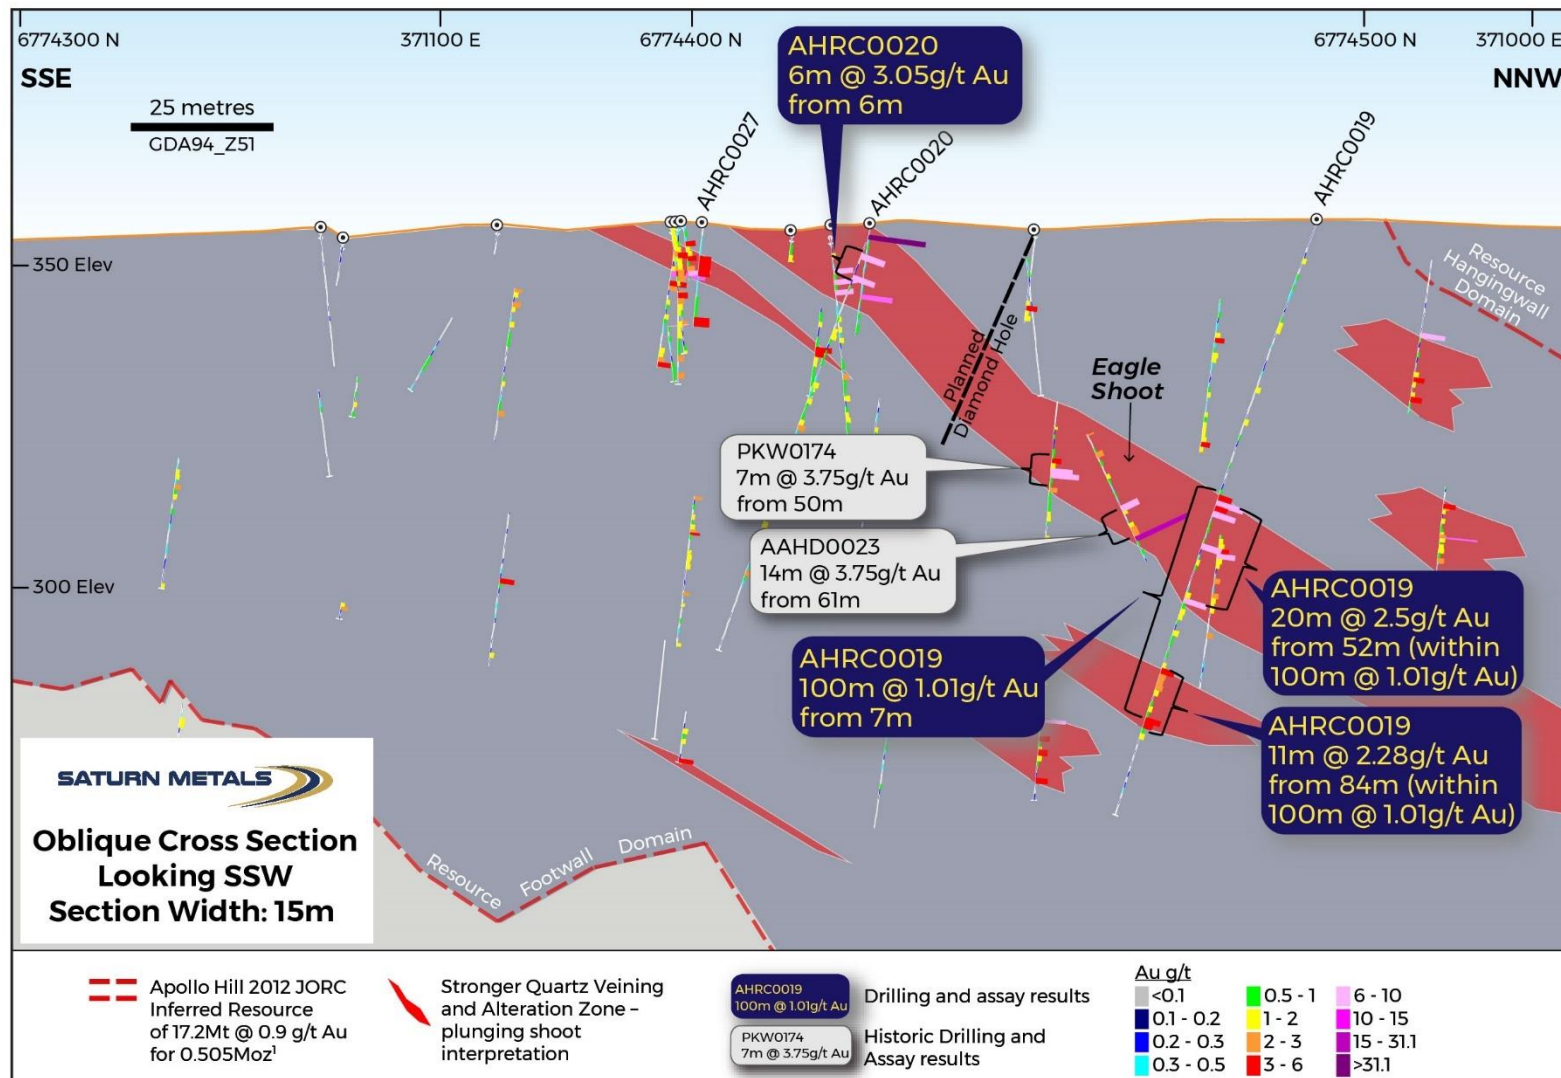 6774300 N
371100 E
6774400 N
6774500 N
371000 E
SSE
NNW
25 metres
GDA94_Z51
AHRC0020
6m @ 3.05g/t Au
from 6m
AHRC0027
AHRC0020
AHRC0019
350 Elev
Resource
Hangingwall
Domain
Planned
Diamond Hole
Eagle
Shoot
PKW0174
7m @ 3.75g/t Au
from 50m
AAHD0023
14m @ 3.75g/t Au
from 61m
300 Elev
AHRC0019
20m @ 2.5g/t Au
from 52m (within
100m @ 1.01g/t Au)
AHRC0019
100m @ 1.01g/t Au
from 7m
AHRC0019
11m @ 2.28g/t Au
from 84m (within
100m @ 1.01g/t Au)
SATURN METALS
Oblique Cross Section
Looking SSW
Section Width: 15m
Resource Footwall Domain
Apollo Hill 2012 JORC
Inferred Resource
of 17.2Mt @ 0.9 g/t Au
for 0.505Moz¹
Stronger Quartz Veining
and Alteration Zone –
plunging shoot
interpretation
AHRC0019
100m @ 1.01g/t Au
Drilling and assay results
PKW0174
7m @ 3.75g/t Au
Historic Drilling and
Assay results
Au g/t
<0.1
0.1 - 0.2
0.2 - 0.3
0.3 - 0.5
0.5 - 1
1 - 2
2 - 3
3 - 6
6 - 10
10 - 15
15 - 31.1
>31.1